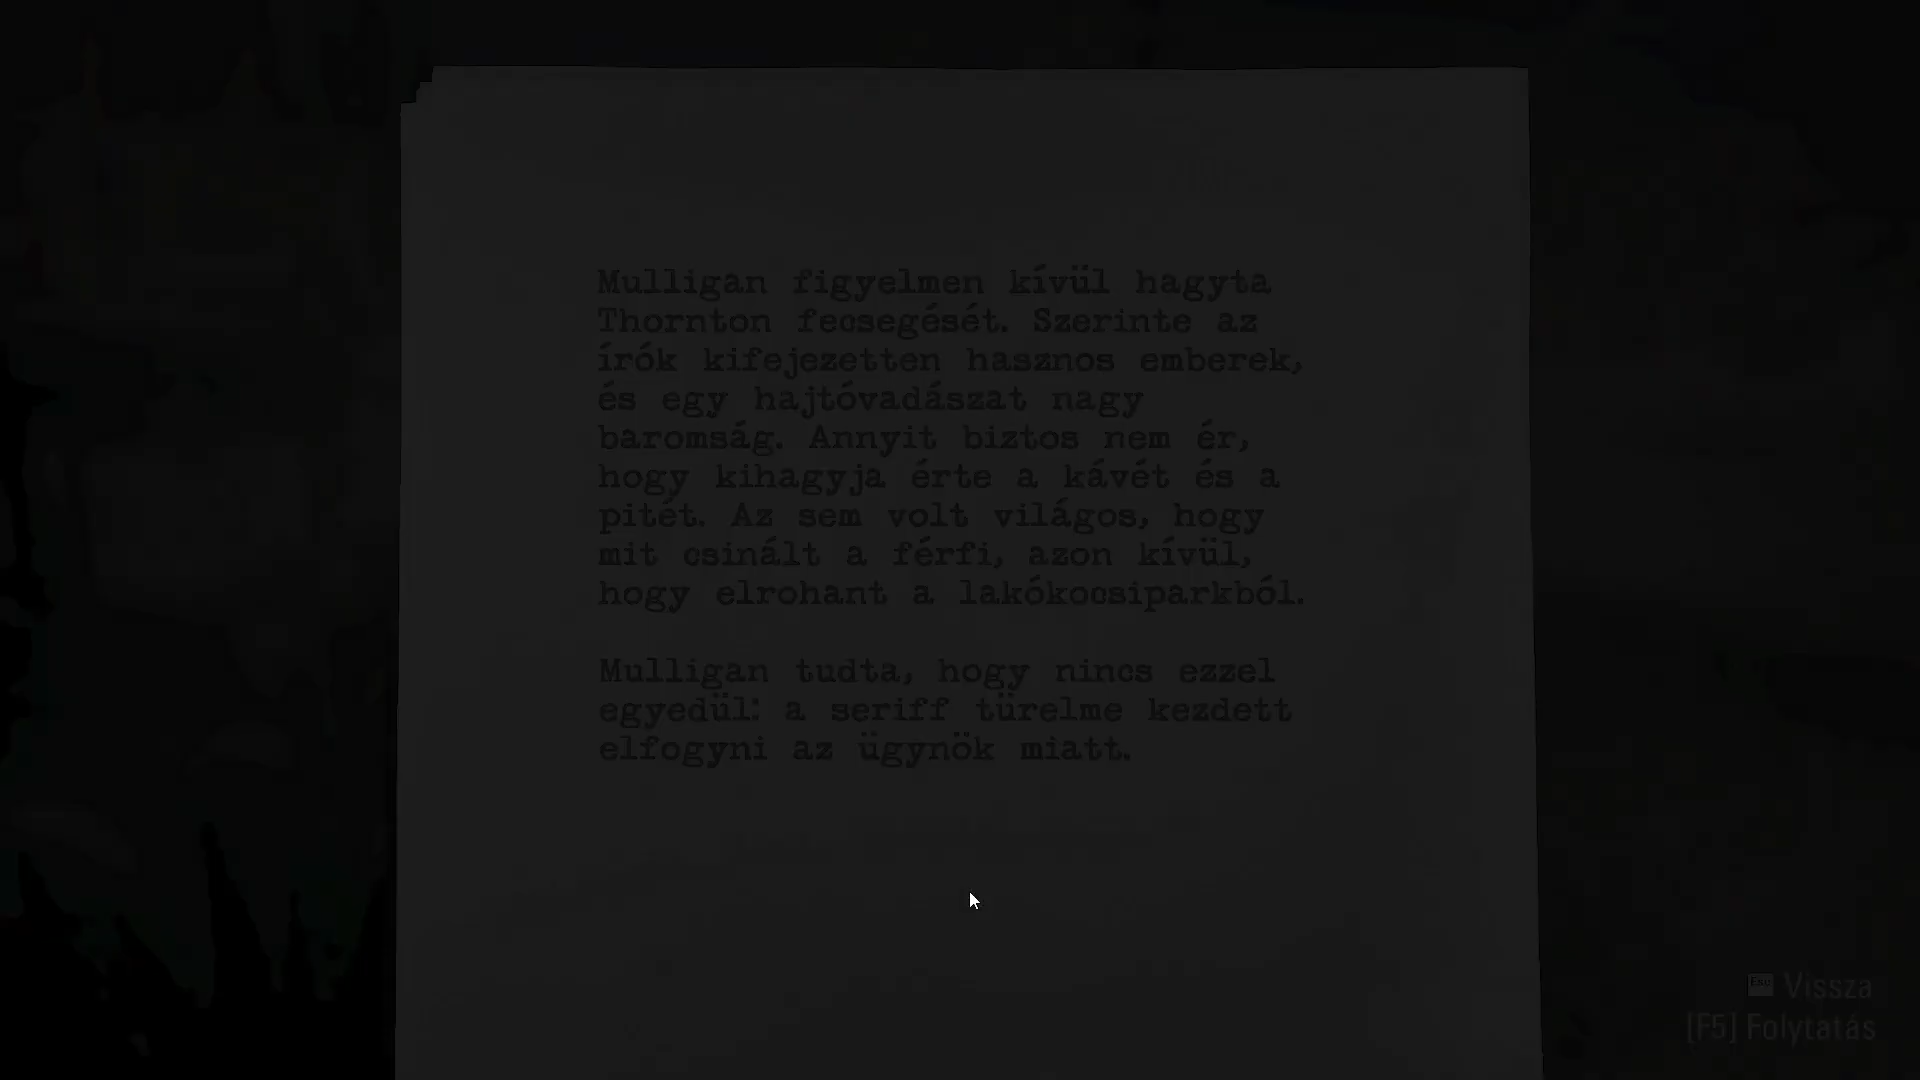 Mulligan figyelmen kívül hagyta
Thornton fecsegését. Szerinte az
írók kifejezetten hasznos emberek,
és egy hajtóvadászat nagy
baromság. Annyit biztos nem ér,
hogy kihagyja érte a kávét és a
pitét. Az sem volt világos, hogy
mit csinált a férfi, azon kívül,
hogy elrohant a lakókocsiparkból.
Mulligan tudta, hogy nincs ezzel
egyedül: a seriff türelme kezdett
elfogyni az ügynök miatt.
Esc Vissza
[F5] Folytatás